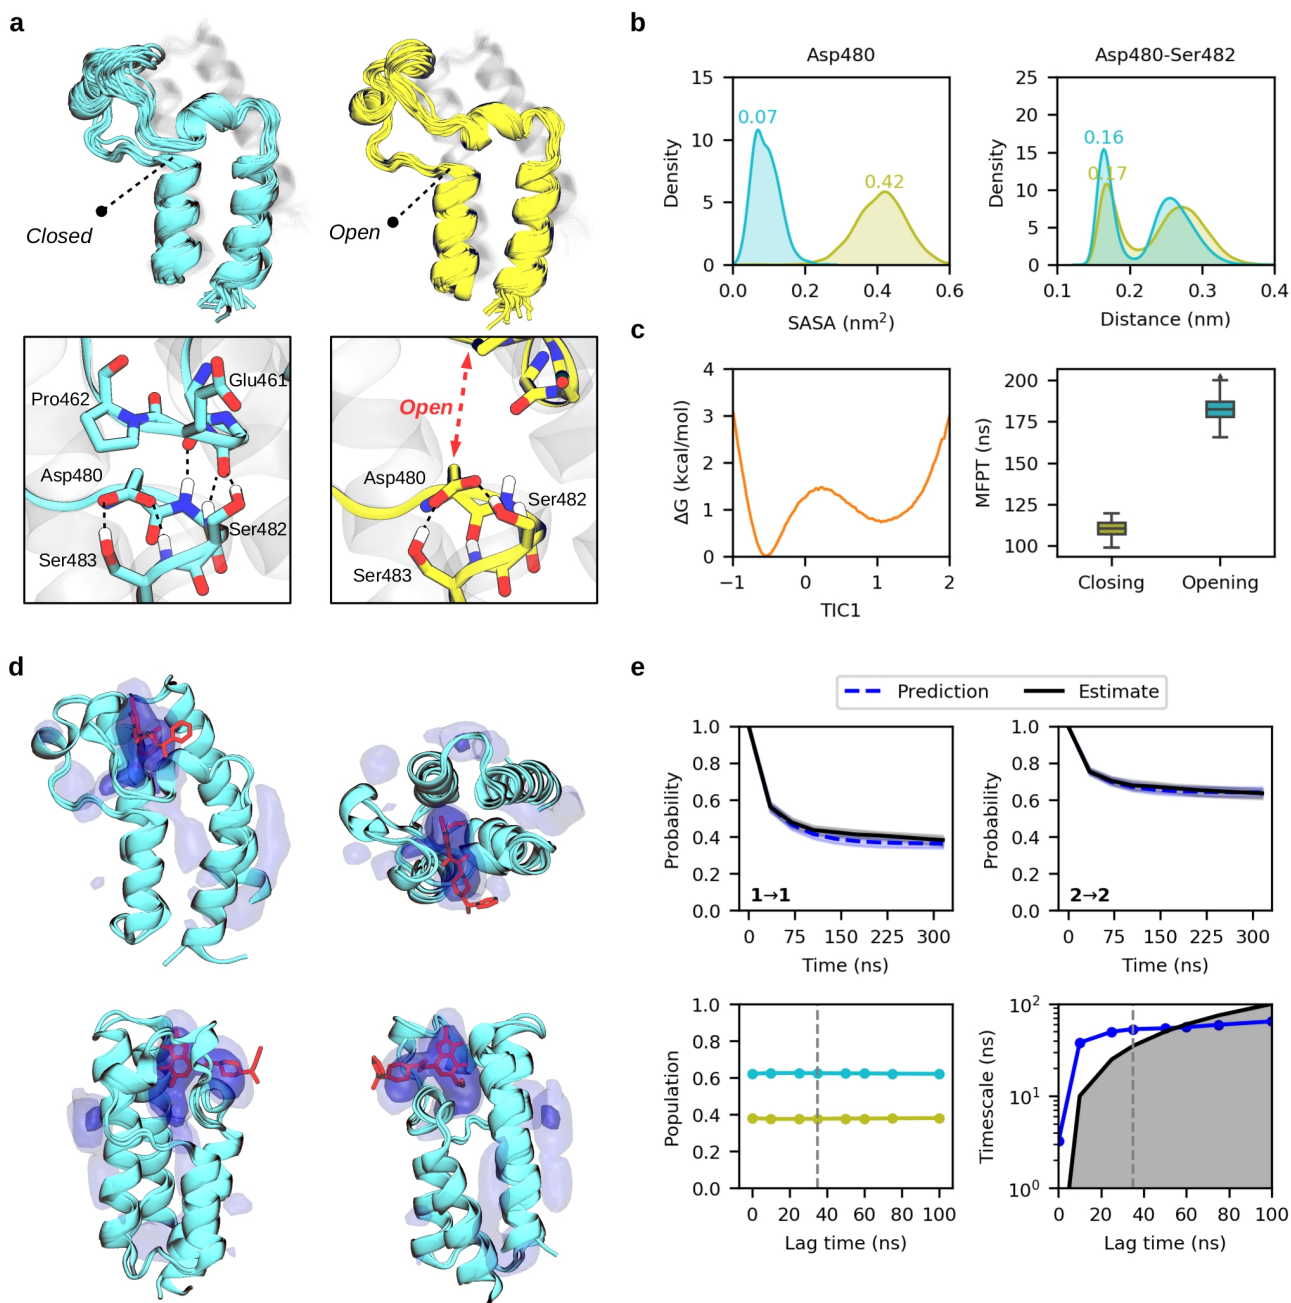 a
Closed
Open
Pro462
Glu461
Asp480
Ser482
Ser483
Open
Asp480
Ser482
Ser483
b
Asp480
15
10
5
0
Density
0.07
0.42
0.0
0.2
0.4
0.6
SASA (nm²)
Asp480-Ser482
25
20
15
10
5
0
Density
0.16
0.17
0.1
0.2
0.3
0.4
Distance (nm)
c
4
3
2
1
0
ΔG (kcal/mol)
−1
0
1
2
TIC1
200
175
150
125
100
MFPT (ns)
Closing
Opening
d
e
Prediction
Estimate
1.0
0.8
0.6
0.4
0.2
0.0
Probability
1→1
0
75
150
225
300
Time (ns)
1.0
0.8
0.6
0.4
0.2
0.0
Probability
2→2
0
75
150
225
300
Time (ns)
1.0
0.8
0.6
0.4
0.2
0.0
Population
0
20
40
60
80
100
Lag time (ns)
10²
10¹
10⁰
Timescale (ns)
0
20
40
60
80
100
Lag time (ns)